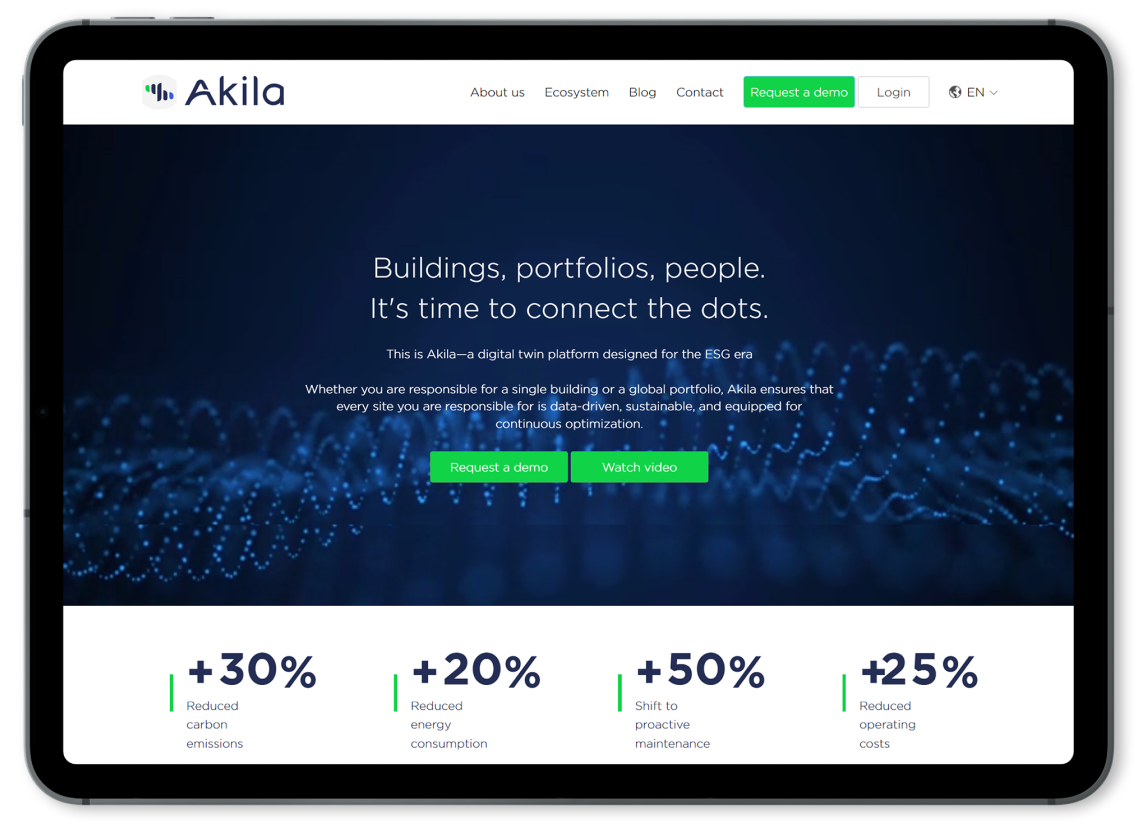 Akila
About us Ecosystem Blog Contact Request a demo Login EN
Buildings, portfolios, people.
It's time to connect the dots.
This is Akila—a digital twin platform designed for the ESG era
Whether you are responsible for a single building or a global portfolio, Akila ensures that
every site you are responsible for is data-driven, sustainable, and equipped for
continuous optimization.
Request a demo Watch video
+30% +20% +50% +25%
Reduced Reduced Shift to Reduced
carbon energy proactive operating
emissions consumption maintenance costs